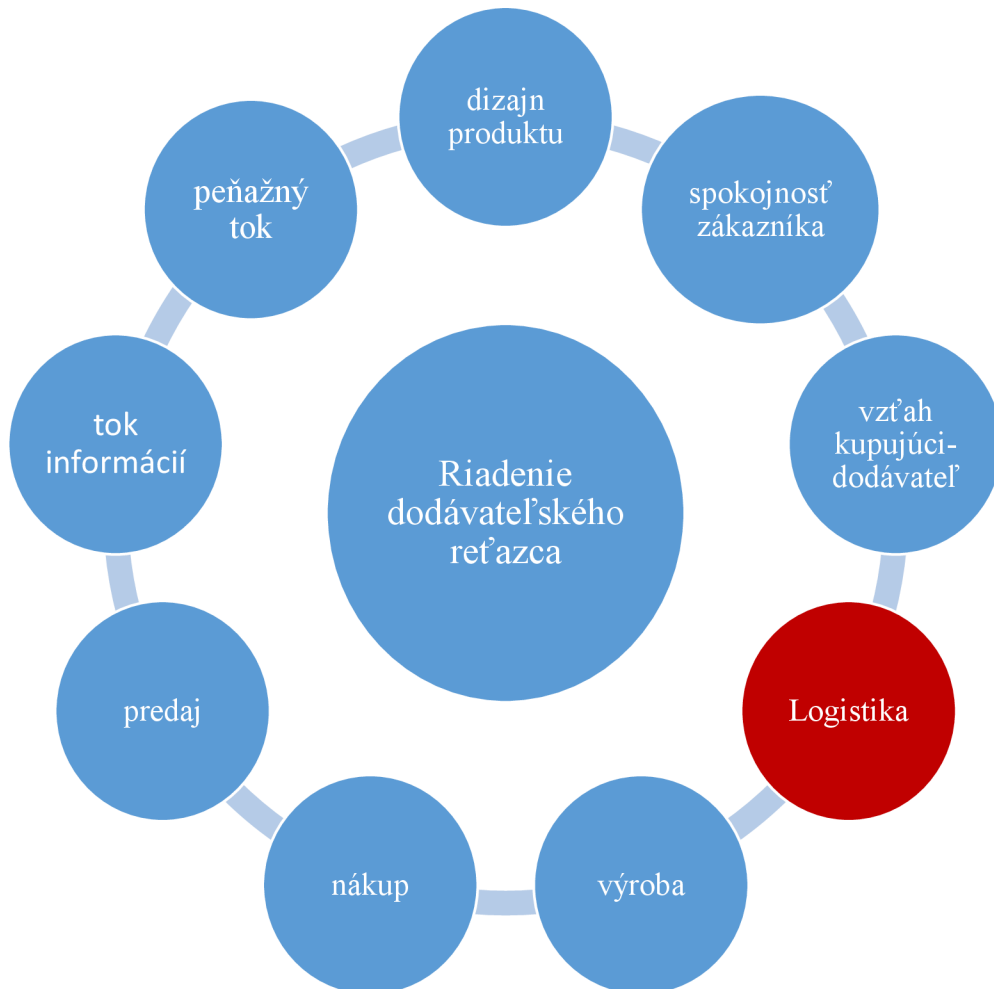 dizajn
produktu
spokojnosť
zákazníka
vzťah
kupujúci-
dodávateľ
Logistika
výroba
nákup
predaj
tok
informácií
peňažný
tok
Riadenie
dodávateľského
reťazca